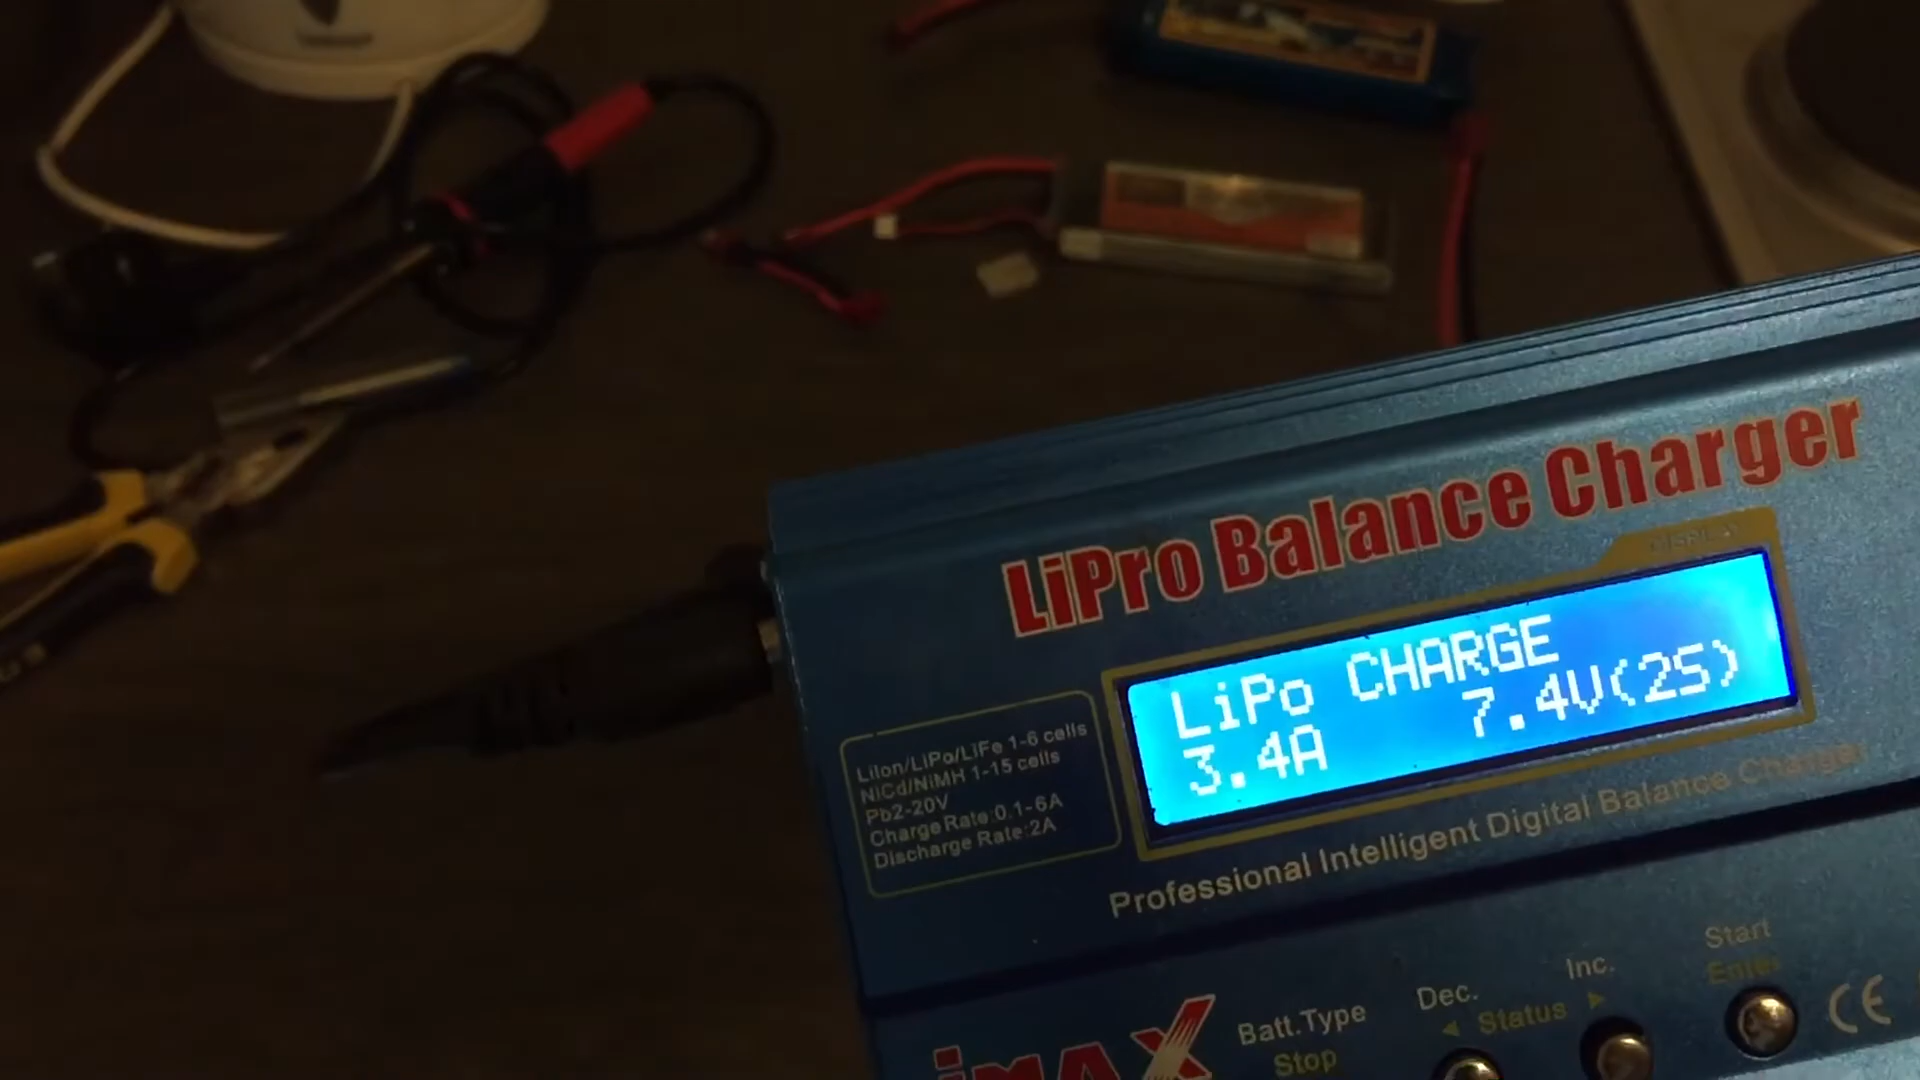 LiPro Balance Charger
DISPLAY
LiPo CHARGE
3.4A 7.4V(2S)
LiIon/LiPo/LiFe 1-6 cells
NiCd/NiMH 1-15 cells
Pb2-20V
Charge Rate:0.1-6A
Discharge Rate:2A
Professional Intelligent Digital Balance Charger
iMAX
Batt.Type
Stop
Dec.
Inc.
◄ Status ►
Start
Enter
CE